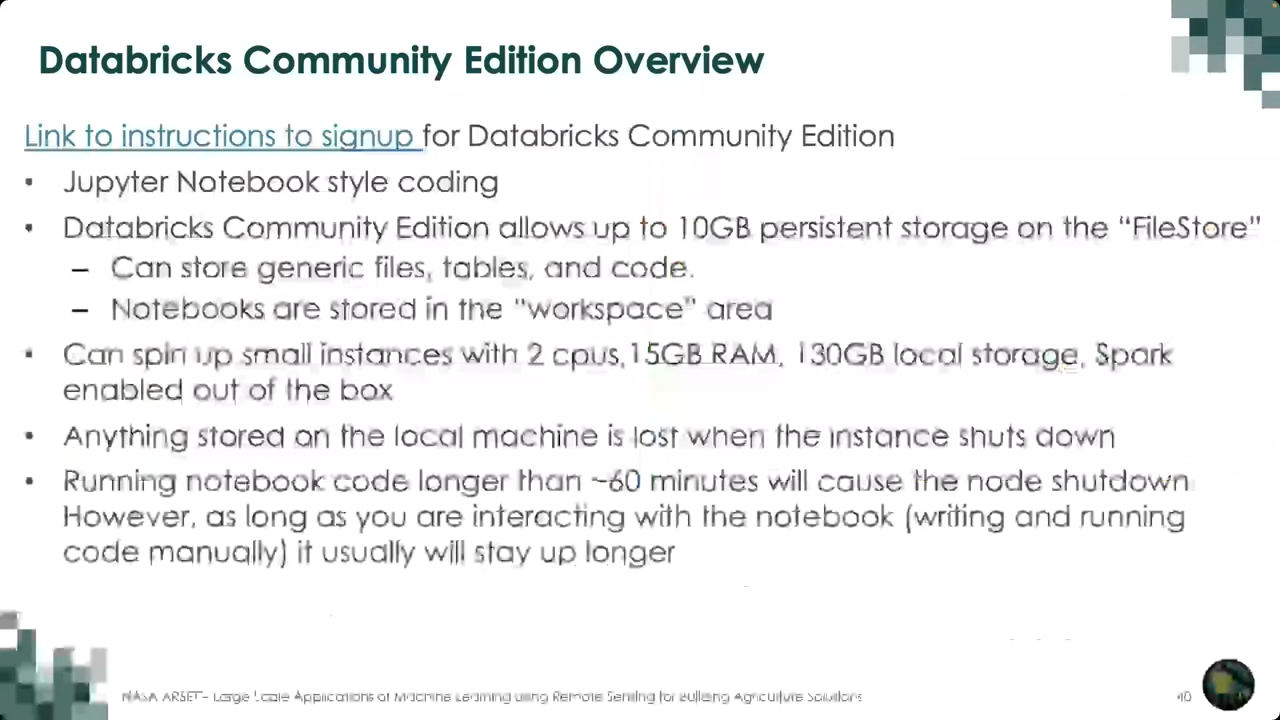 Databricks Community Edition Overview
Link to instructions to signup for Databricks Community Edition
• Jupyter Notebook style coding
• Databricks Community Edition allows up to 10GB persistent storage on the “FileStore”
– Can store generic files, tables, and code.
– Notebooks are stored in the “workspace” area
• Can spin up small instances with 2 cpus,15GB RAM, 130GB local storage, Spark
enabled out of the box
• Anything stored on the local machine is lost when the instance shuts down
• Running notebook code longer than ~60 minutes will cause the node shutdown
However, as long as you are interacting with the notebook (writing and running
code manually) it usually will stay up longer
NASA ARSET – Large Scale Applications of Machine Learning using Remote Sensing for Building Agriculture Solutions
40